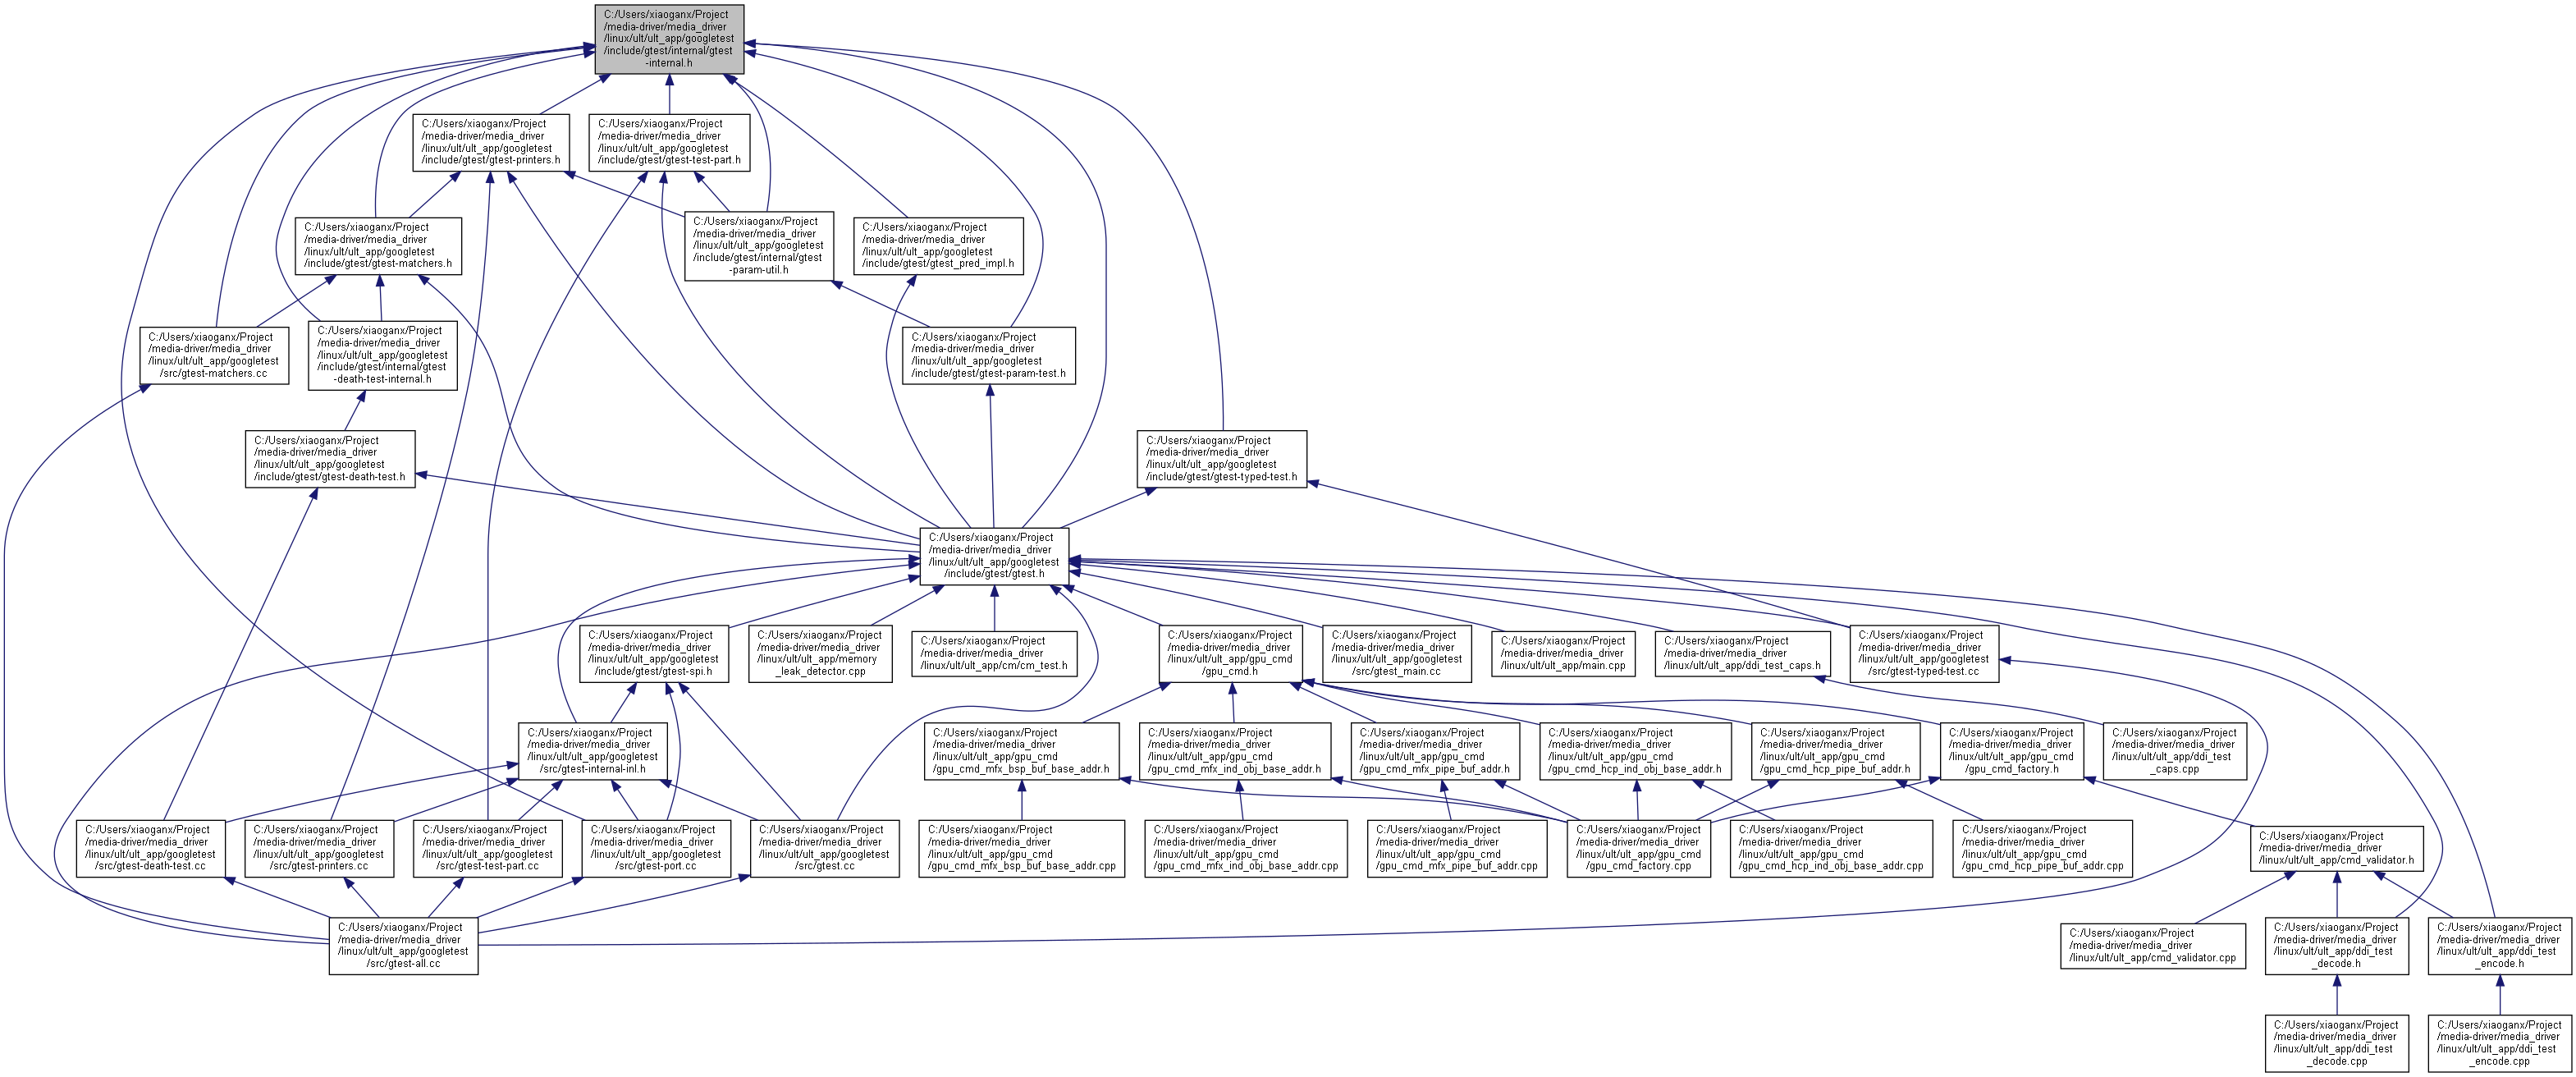 C:/Users/xiaoganx/Project
/media-driver/media_driver
/linux/ult/ult_app/googletest
/include/gtest/internal/gtest
-internal.h
C:/Users/xiaoganx/Project
/media-driver/media_driver
/linux/ult/ult_app/googletest
/include/gtest/gtest-printers.h
C:/Users/xiaoganx/Project
/media-driver/media_driver
/linux/ult/ult_app/googletest
/include/gtest/gtest-test-part.h
C:/Users/xiaoganx/Project
/media-driver/media_driver
/linux/ult/ult_app/googletest
/include/gtest/gtest-matchers.h
C:/Users/xiaoganx/Project
/media-driver/media_driver
/linux/ult/ult_app/googletest
/include/gtest/internal/gtest
-param-util.h
C:/Users/xiaoganx/Project
/media-driver/media_driver
/linux/ult/ult_app/googletest
/include/gtest/gtest_pred_impl.h
C:/Users/xiaoganx/Project
/media-driver/media_driver
/linux/ult/ult_app/googletest
/src/gtest-matchers.cc
C:/Users/xiaoganx/Project
/media-driver/media_driver
/linux/ult/ult_app/googletest
/include/gtest/internal/gtest
-death-test-internal.h
C:/Users/xiaoganx/Project
/media-driver/media_driver
/linux/ult/ult_app/googletest
/include/gtest/gtest-param-test.h
C:/Users/xiaoganx/Project
/media-driver/media_driver
/linux/ult/ult_app/googletest
/include/gtest/gtest-death-test.h
C:/Users/xiaoganx/Project
/media-driver/media_driver
/linux/ult/ult_app/googletest
/include/gtest/gtest-typed-test.h
C:/Users/xiaoganx/Project
/media-driver/media_driver
/linux/ult/ult_app/googletest
/include/gtest/gtest.h
C:/Users/xiaoganx/Project
/media-driver/media_driver
/linux/ult/ult_app/googletest
/include/gtest/gtest-spi.h
C:/Users/xiaoganx/Project
/media-driver/media_driver
/linux/ult/ult_app/memory
_leak_detector.cpp
C:/Users/xiaoganx/Project
/media-driver/media_driver
/linux/ult/ult_app/cm/cm_test.h
C:/Users/xiaoganx/Project
/media-driver/media_driver
/linux/ult/ult_app/gpu_cmd
/gpu_cmd.h
C:/Users/xiaoganx/Project
/media-driver/media_driver
/linux/ult/ult_app/googletest
/src/gtest_main.cc
C:/Users/xiaoganx/Project
/media-driver/media_driver
/linux/ult/ult_app/main.cpp
C:/Users/xiaoganx/Project
/media-driver/media_driver
/linux/ult/ult_app/ddi_test_caps.h
C:/Users/xiaoganx/Project
/media-driver/media_driver
/linux/ult/ult_app/googletest
/src/gtest-typed-test.cc
C:/Users/xiaoganx/Project
/media-driver/media_driver
/linux/ult/ult_app/googletest
/src/gtest-internal-inl.h
C:/Users/xiaoganx/Project
/media-driver/media_driver
/linux/ult/ult_app/gpu_cmd
/gpu_cmd_mfx_bsp_buf_base_addr.h
C:/Users/xiaoganx/Project
/media-driver/media_driver
/linux/ult/ult_app/gpu_cmd
/gpu_cmd_mfx_ind_obj_base_addr.h
C:/Users/xiaoganx/Project
/media-driver/media_driver
/linux/ult/ult_app/gpu_cmd
/gpu_cmd_mfx_pipe_buf_addr.h
C:/Users/xiaoganx/Project
/media-driver/media_driver
/linux/ult/ult_app/gpu_cmd
/gpu_cmd_hcp_ind_obj_base_addr.h
C:/Users/xiaoganx/Project
/media-driver/media_driver
/linux/ult/ult_app/gpu_cmd
/gpu_cmd_hcp_pipe_buf_addr.h
C:/Users/xiaoganx/Project
/media-driver/media_driver
/linux/ult/ult_app/gpu_cmd
/gpu_cmd_factory.h
C:/Users/xiaoganx/Project
/media-driver/media_driver
/linux/ult/ult_app/ddi_test
_caps.cpp
C:/Users/xiaoganx/Project
/media-driver/media_driver
/linux/ult/ult_app/googletest
/src/gtest-death-test.cc
C:/Users/xiaoganx/Project
/media-driver/media_driver
/linux/ult/ult_app/googletest
/src/gtest-printers.cc
C:/Users/xiaoganx/Project
/media-driver/media_driver
/linux/ult/ult_app/googletest
/src/gtest-test-part.cc
C:/Users/xiaoganx/Project
/media-driver/media_driver
/linux/ult/ult_app/googletest
/src/gtest-port.cc
C:/Users/xiaoganx/Project
/media-driver/media_driver
/linux/ult/ult_app/googletest
/src/gtest.cc
C:/Users/xiaoganx/Project
/media-driver/media_driver
/linux/ult/ult_app/gpu_cmd
/gpu_cmd_mfx_bsp_buf_base_addr.cpp
C:/Users/xiaoganx/Project
/media-driver/media_driver
/linux/ult/ult_app/gpu_cmd
/gpu_cmd_mfx_ind_obj_base_addr.cpp
C:/Users/xiaoganx/Project
/media-driver/media_driver
/linux/ult/ult_app/gpu_cmd
/gpu_cmd_mfx_pipe_buf_addr.cpp
C:/Users/xiaoganx/Project
/media-driver/media_driver
/linux/ult/ult_app/gpu_cmd
/gpu_cmd_factory.cpp
C:/Users/xiaoganx/Project
/media-driver/media_driver
/linux/ult/ult_app/gpu_cmd
/gpu_cmd_hcp_ind_obj_base_addr.cpp
C:/Users/xiaoganx/Project
/media-driver/media_driver
/linux/ult/ult_app/gpu_cmd
/gpu_cmd_hcp_pipe_buf_addr.cpp
C:/Users/xiaoganx/Project
/media-driver/media_driver
/linux/ult/ult_app/cmd_validator.h
C:/Users/xiaoganx/Project
/media-driver/media_driver
/linux/ult/ult_app/googletest
/src/gtest-all.cc
C:/Users/xiaoganx/Project
/media-driver/media_driver
/linux/ult/ult_app/cmd_validator.cpp
C:/Users/xiaoganx/Project
/media-driver/media_driver
/linux/ult/ult_app/ddi_test
_decode.h
C:/Users/xiaoganx/Project
/media-driver/media_driver
/linux/ult/ult_app/ddi_test
_encode.h
C:/Users/xiaoganx/Project
/media-driver/media_driver
/linux/ult/ult_app/ddi_test
_decode.cpp
C:/Users/xiaoganx/Project
/media-driver/media_driver
/linux/ult/ult_app/ddi_test
_encode.cpp